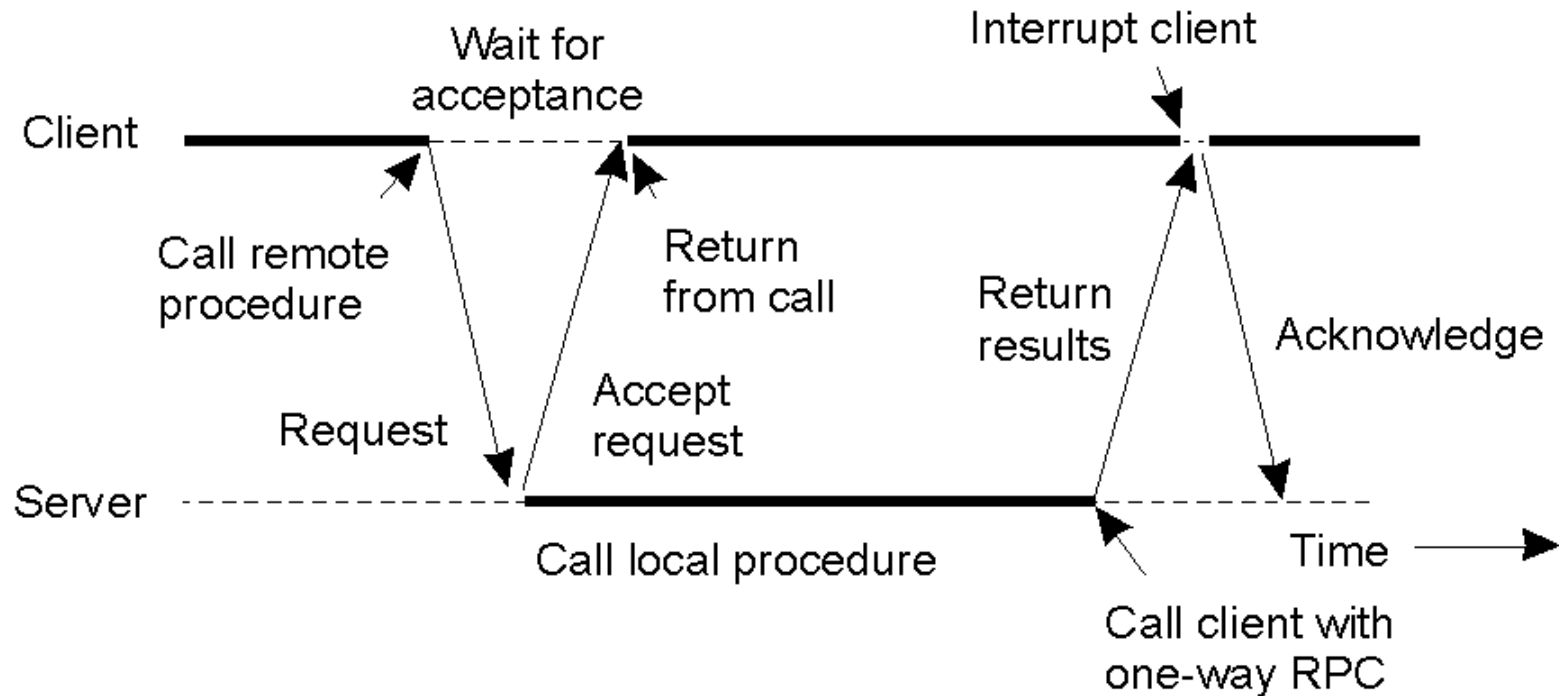 Interrupt client
Wait for
acceptance
Client
Call remote
procedure
Return
from call
Return
results
Acknowledge
Accept
request
Request
Server
Call local procedure
Time
Call client with
one-way RPC